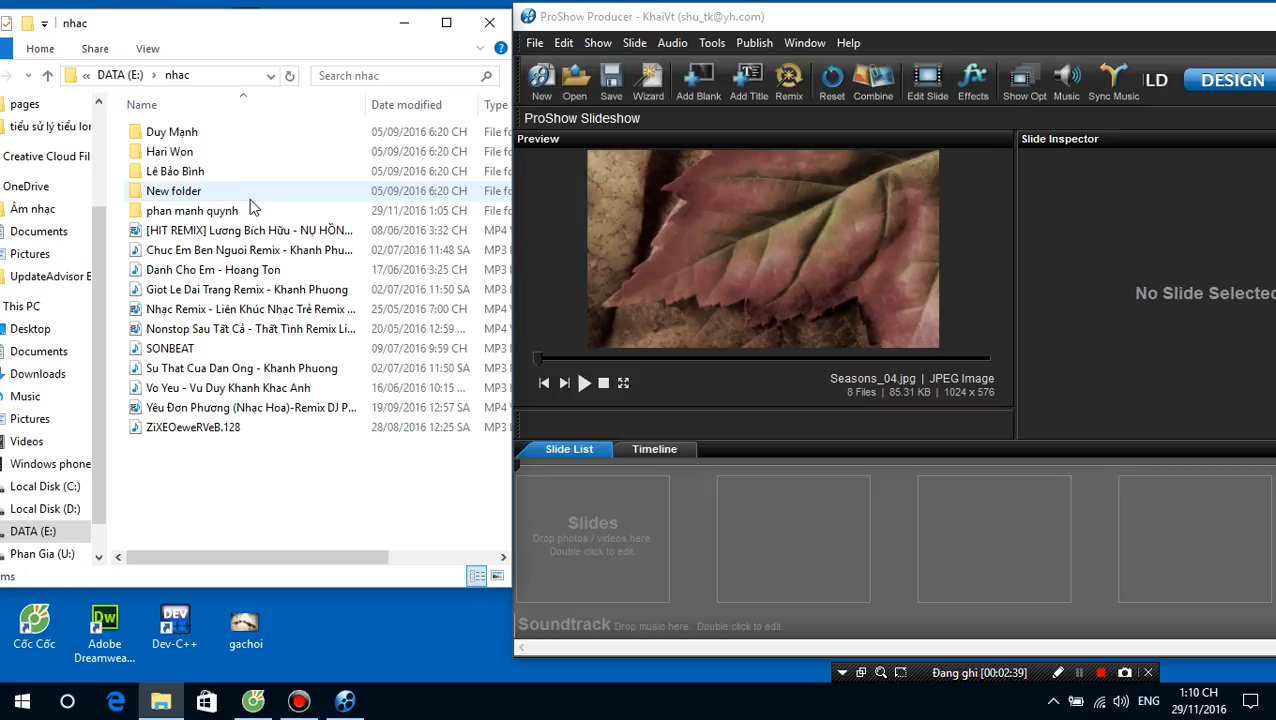 nhac
ProShow Producer - KhaiVt (shu_tk@yh.com)
Home Share View
File Edit Show Slide Audio Tools Publish Window Help
DATA (E:) nhac
Search nhac
New Open Save Wizard Add Blank Add Title Remix Reset Combine Edit Slide Effects Show Opt Music Sync Music
LD
DESIGN
ProShow Slideshow
Preview
Slide Inspector
pages
tiểu sử lý tiểu lon
Creative Cloud Fil
OneDrive
Âm nhạc
Documents
Pictures
UpdateAdvisor B
This PC
Desktop
Documents
Downloads
Music
Pictures
Videos
Windows phone
Local Disk (C:)
Local Disk (D:)
DATA (E:)
Phan Gia (U:)
Name Date modified Type
Duy Mạnh 05/09/2016 6:20 CH File fo
Hari Won 05/09/2016 6:20 CH File fo
Lê Bảo Bình 05/09/2016 6:20 CH File fo
New folder 05/09/2016 6:20 CH File fo
phan manh quynh 29/11/2016 1:05 CH File fo
[HIT REMIX] Lương Bích Hữu - NỤ HỒN... 08/06/2016 3:32 CH MP4
Chuc Em Ben Nguoi Remix - Khanh Phu... 02/07/2016 11:48 SA MP3
Danh Cho Em - Hoang Ton 17/06/2016 3:25 CH MP3
Giot Le Dai Trang Remix - Khanh Phuong 02/07/2016 11:50 SA MP3
Nhạc Remix - Liên Khúc Nhạc Trẻ Remix ... 25/05/2016 7:00 CH MP4
Nonstop Sau Tất Cả - Thất Tình Remix Li... 20/05/2016 12:59 ... MP4
SONBEAT 09/07/2016 9:59 CH MP3
Su That Cua Dan Ong - Khanh Phuong 02/07/2016 11:50 SA MP3
Vo Yeu - Vu Duy Khanh Khac Anh 16/06/2016 10:15 ... MP3
Yêu Đơn Phương (Nhạc Hoa)-Remix DJ P... 19/09/2016 12:57 SA MP4
ZiXEOeweRVeB.128 28/08/2016 12:25 SA MP3
ms
No Slide Selected
Seasons_04.jpg | JPEG Image
8 Files | 85.31 KB | 1024 x 576
Slide List Timeline
Slides
Drop photos / videos here.
Double click to edit.
Soundtrack Drop music here. Double click to edit.
Cốc Cốc
Adobe Dreamwea...
Dev-C++
gachoi
Đang ghi [00:02:39]
ENG
1:10 CH
29/11/2016